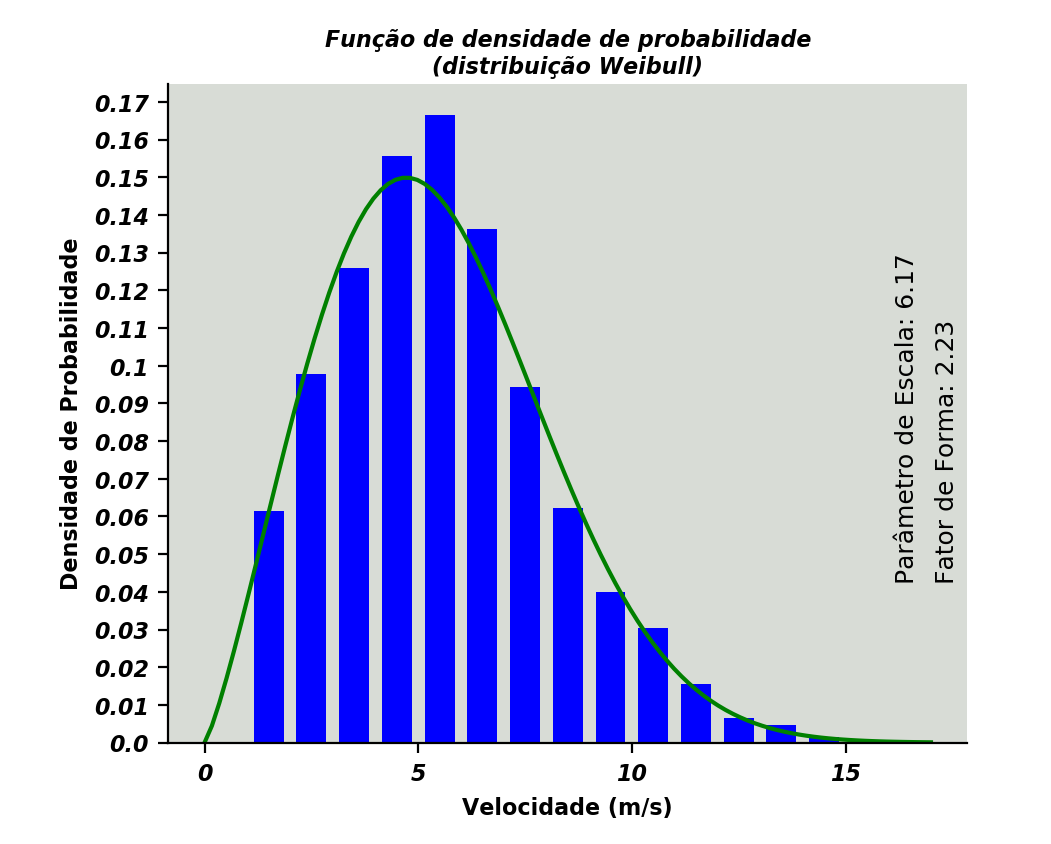 Função de densidade de probabilidade
(distribuição Weibull)
Densidade de Probabilidade
0.17
0.16
0.15
0.14
0.13
0.12
0.11
0.1
0.09
0.08
0.07
0.06
0.05
0.04
0.03
0.02
0.01
0.0
Parâmetro de Escala: 6.17
Fator de Forma: 2.23
0 5 10 15
Velocidade (m/s)